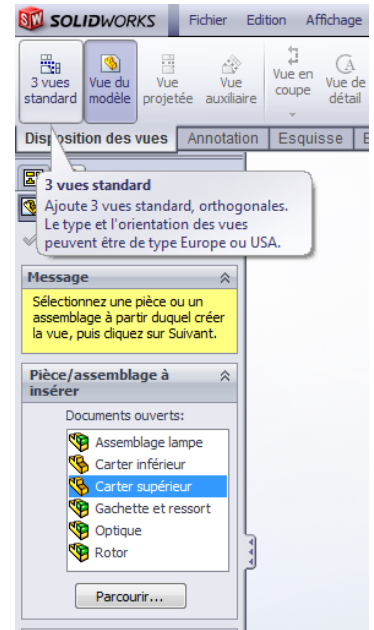 SW SOLIDWORKS Fichier Edition Affichage
3 vues standard
Vue du modèle
Vue projetée
Vue auxiliaire
Vue en coupe
Vue de détail
Disposition des vues Annotation Esquisse
3 vues standard
Ajoute 3 vues standard, orthogonales.
Le type et l'orientation des vues
peuvent être de type Europe ou USA.
Message
Sélectionnez une pièce ou un
assemblage à partir duquel créer
la vue, puis cliquez sur Suivant.
Pièce/assemblage à
insérer
Documents ouverts:
Assemblage lampe
Carter inférieur
Carter supérieur
Gachette et ressort
Optique
Rotor
Parcourir...